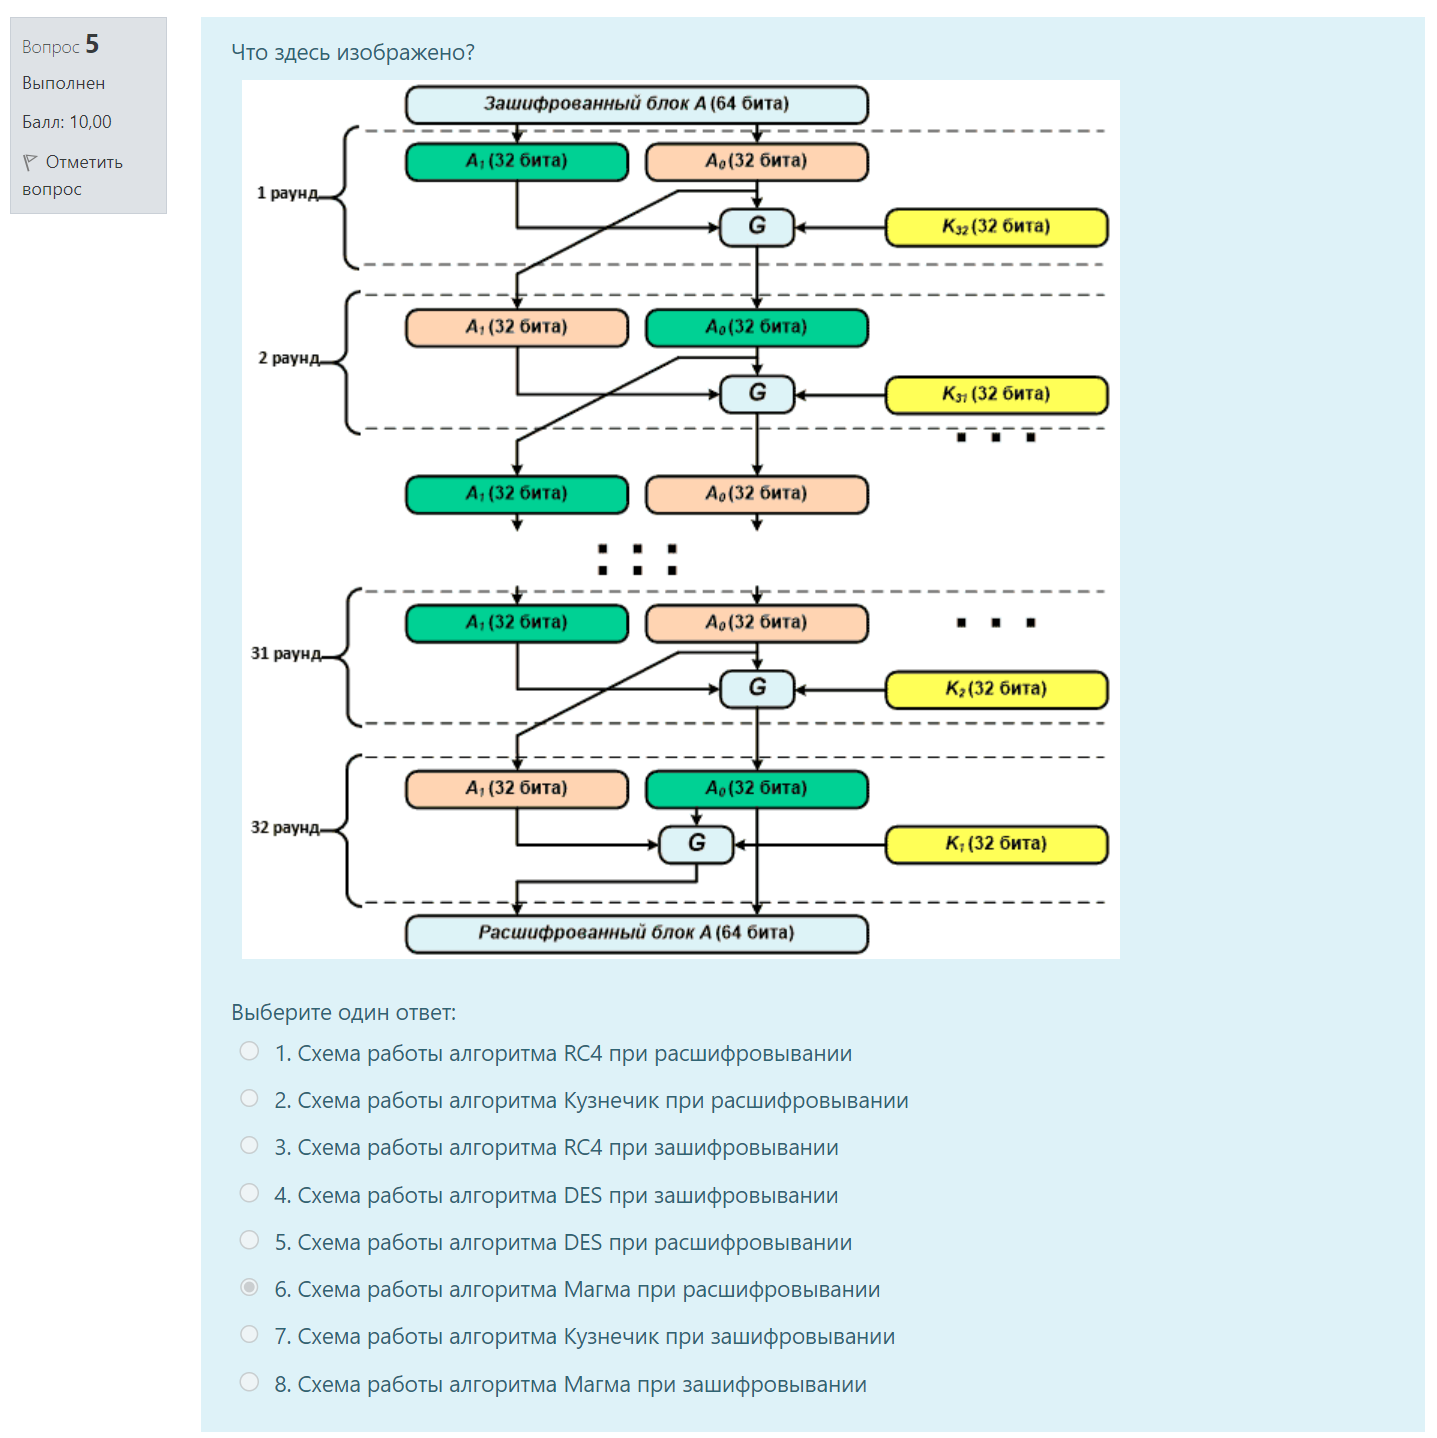 Вопрос 5
Выполнен
Балл: 10,00
Отметить
вопрос
Что здесь изображено?
Зашифрованный блок A (64 бита)
A₁ (32 бита) A₀ (32 бита)
1 раунд
G K₃₂ (32 бита)
A₁ (32 бита) A₀ (32 бита)
2 раунд
G K₃₁ (32 бита)
A₁ (32 бита) A₀ (32 бита)
A₁ (32 бита) A₀ (32 бита)
31 раунд
G K₂ (32 бита)
A₁ (32 бита) A₀ (32 бита)
32 раунд
G K₁ (32 бита)
Расшифрованный блок A (64 бита)
Выберите один ответ:
1. Схема работы алгоритма RC4 при расшифровывании
2. Схема работы алгоритма Кузнечик при расшифровывании
3. Схема работы алгоритма RC4 при зашифровывании
4. Схема работы алгоритма DES при зашифровывании
5. Схема работы алгоритма DES при расшифровывании
6. Схема работы алгоритма Магма при расшифровывании
7. Схема работы алгоритма Кузнечик при зашифровывании
8. Схема работы алгоритма Магма при зашифровывании